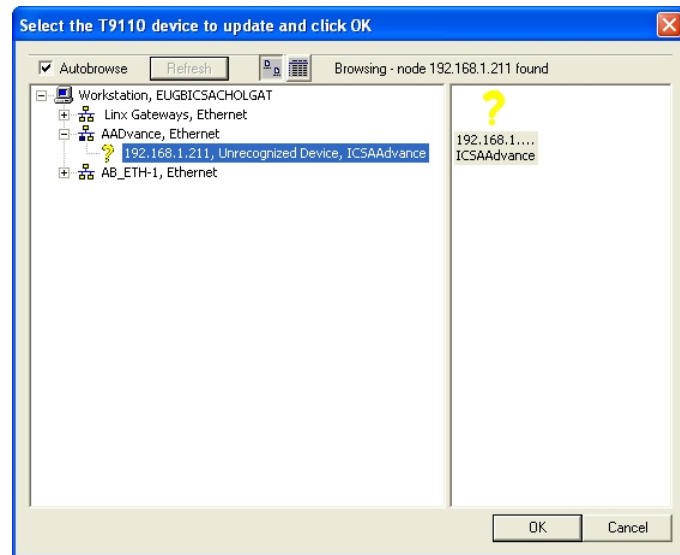 Select the T9110 device to update and click OK
Autobrowse Refresh Browsing - node 192.168.1.211 found
Workstation, EUGBICSACHOLGAT
Linx Gateways, Ethernet
AADvance, Ethernet
192.168.1.211, Unrecognized Device, ICSAAdvance
AB_ETH-1, Ethernet
192.168.1....
ICSAAdvance
OK Cancel